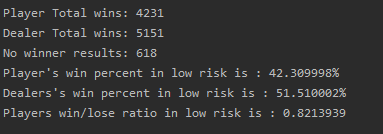 Player Total wins: 4231
Dealer Total wins: 5151
No winner results: 618
Player's win percent in low risk is : 42.309998%
Dealers's win percent in low risk is : 51.510002%
Players win/lose ratio in low risk is : 0.8213939